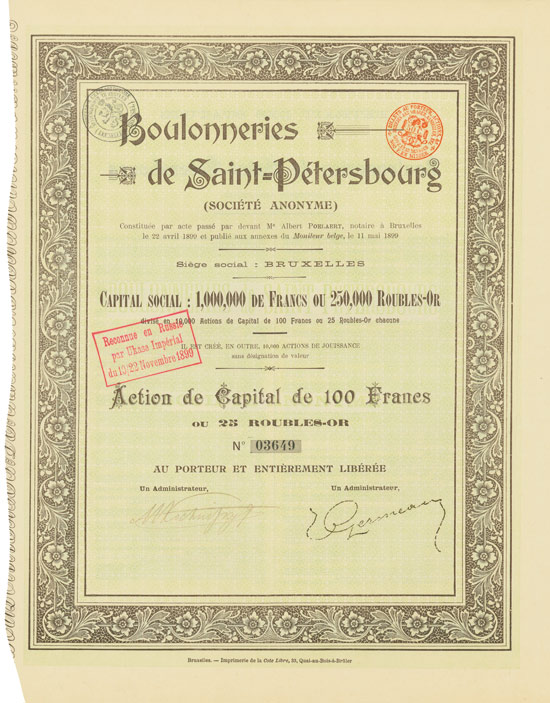 Boulonneries
de Saint-Pétersbourg
(SOCIÉTÉ ANONYME)
Constituée par acte passé par devant Me Albert POELAERT, notaire à Bruxelles
le 22 avril 1899 et publié aux annexes du Moniteur belge, le 11 mai 1899
Siège social : BRUXELLES
CAPITAL SOCIAL : 1,000,000 DE FRANCS OU 250,000 ROUBLES-OR
divisé en 10,000 Actions de Capital de 100 Francs ou 25 Roubles-Or chacune
IL EST CRÉÉ, EN OUTRE, 10,000 ACTIONS DE JOUISSANCE
sans désignation de valeur
Reconnue en Russie
par Ukase Impérial
du 10/22 Novembre 1899
Action de Capital de 100 Francs
OU 25 ROUBLES-OR
N° 03649
AU PORTEUR ET ENTIÈREMENT LIBÉRÉE
Un Administrateur, Un Administrateur,
Germeau
Bruxelles. — Imprimerie de la Cote Libre, 33, Quai-au-Bois-à-Brûler